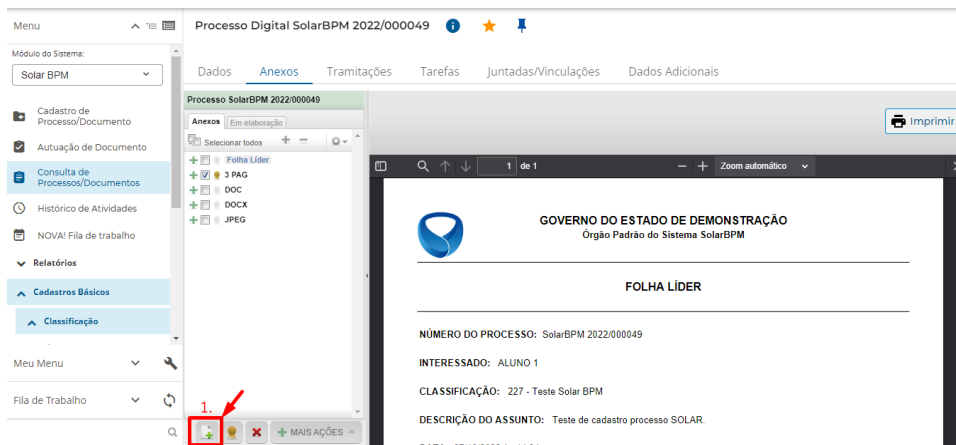 Menu
Processo Digital SolarBPM 2022/000049
Módulo do Sistema:
Solar BPM
Cadastro de
Processo/Documento
Autuação de Documento
Consulta de
Processos/Documentos
Histórico de Atividades
NOVA! Fila de trabalho
Relatórios
Cadastros Básicos
Classificação
Meu Menu
Fila de Trabalho
Dados
Anexos
Tramitações
Tarefas
Juntadas/Vinculações
Dados Adicionais
Processo SolarBPM 2022/000049
Anexos
Em elaboração
Selecionar todos
Folha Líder
3 PAG
DOC
DOCX
JPEG
1.
MAIS AÇÕES
Imprimir
1 de 1
Zoom automático
GOVERNO DO ESTADO DE DEMONSTRAÇÃO
Órgão Padrão do Sistema SolarBPM
FOLHA LÍDER
NÚMERO DO PROCESSO: SolarBPM 2022/000049
INTERESSADO: ALUNO 1
CLASSIFICAÇÃO: 227 - Teste Solar BPM
DESCRIÇÃO DO ASSUNTO: Teste de cadastro processo SOLAR.